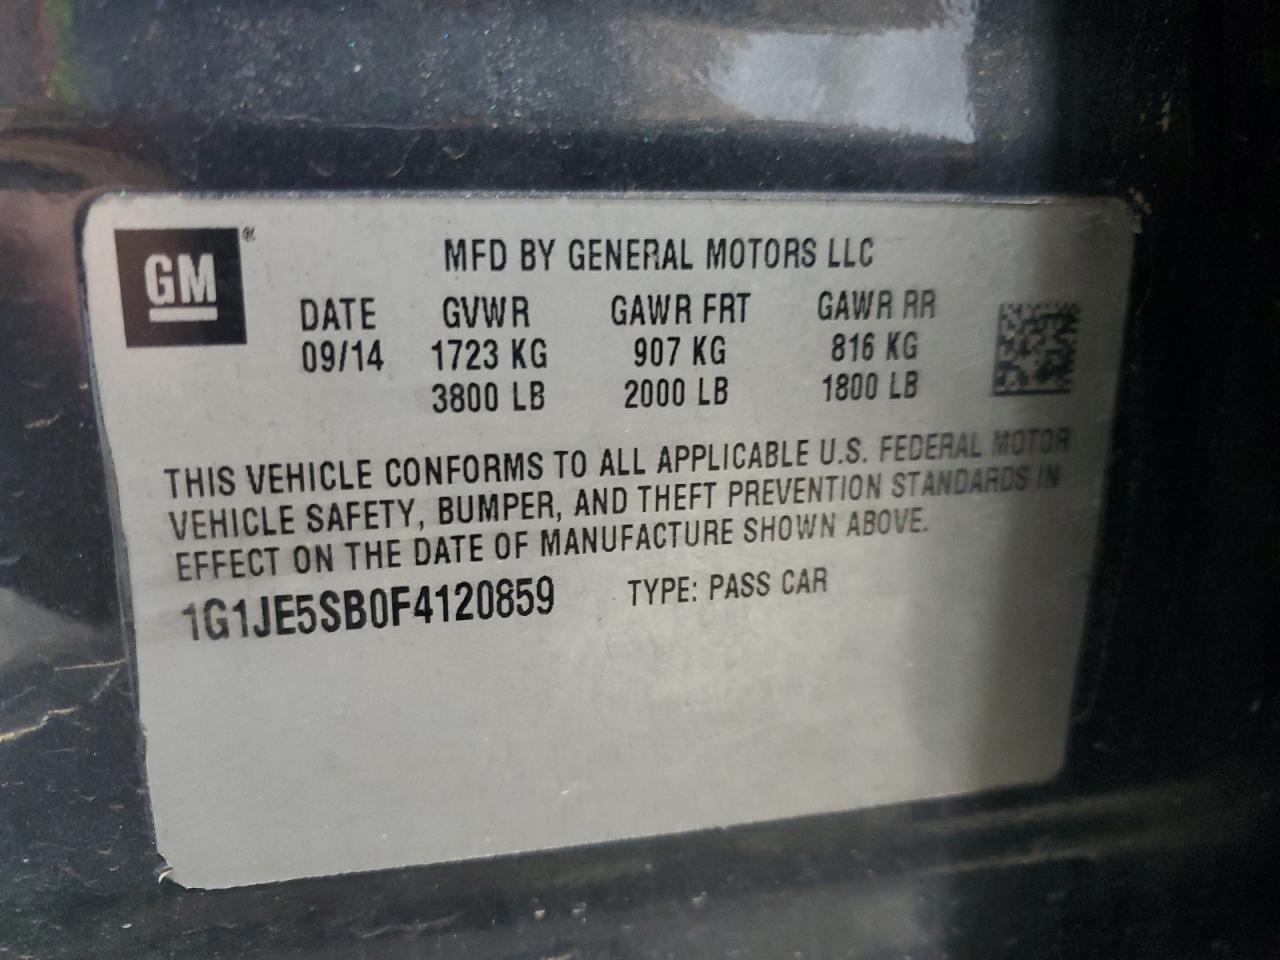 GM ®
MFD BY GENERAL MOTORS LLC
DATE GVWR GAWR FRT GAWR RR
09/14 1723 KG 907 KG 816 KG
3800 LB 2000 LB 1800 LB
THIS VEHICLE CONFORMS TO ALL APPLICABLE U.S. FEDERAL MOTOR
VEHICLE SAFETY, BUMPER, AND THEFT PREVENTION STANDARDS IN
EFFECT ON THE DATE OF MANUFACTURE SHOWN ABOVE.
1G1JE5SB0F4120859 TYPE: PASS CAR